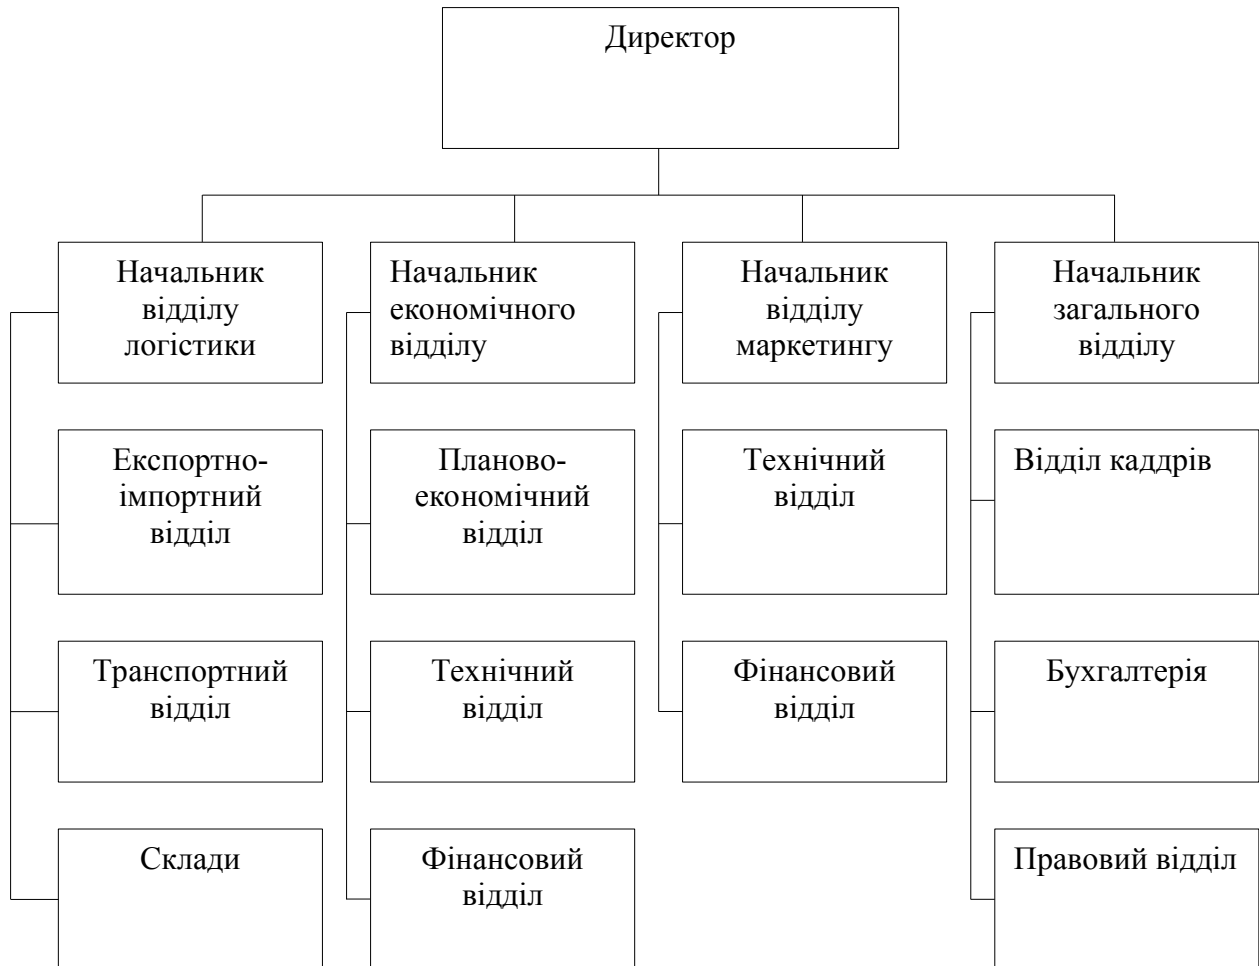 Директор
Начальник
відділу
логістики
Начальник
економічного
відділу
Начальник
відділу
маркетингу
Начальник
загального
відділу
Експортно-
імпортний
відділ
Планово-
економічний
відділ
Технічний
відділ
Відділ каддрів
Транспортний
відділ
Технічний
відділ
Фінансовий
відділ
Бухгалтерія
Склади
Фінансовий
відділ
Правовий відділ